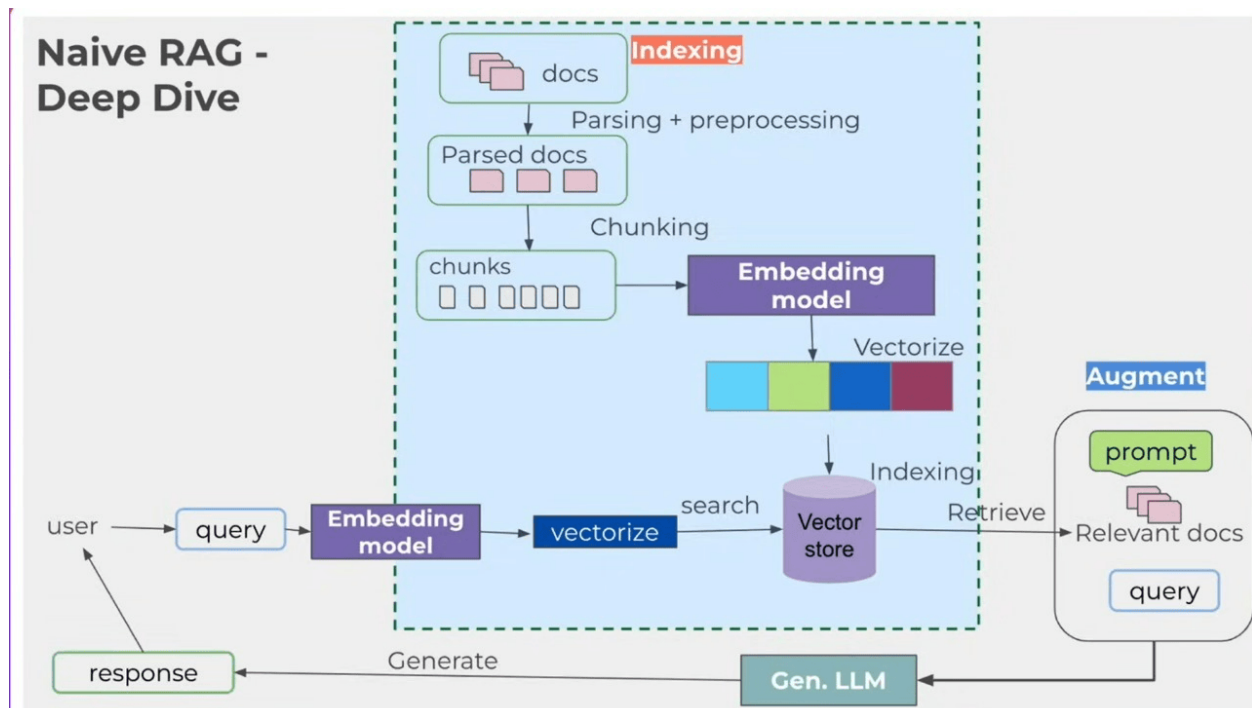 Naive RAG -
Deep Dive
Indexing
docs
Parsing + preprocessing
Parsed docs
Chunking
chunks
Embedding
model
Vectorize
Augment
prompt
Indexing
Relevant docs
query
user
query
Embedding
model
vectorize
search
Vector
store
Retrieve
response
Generate
Gen. LLM